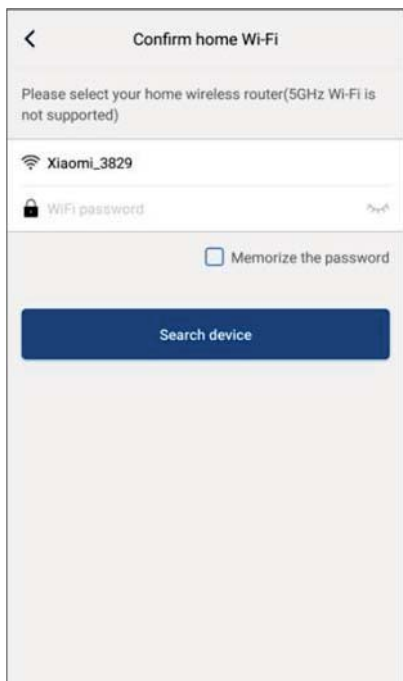 Confirm home Wi-Fi
Please select your home wireless router(5GHz Wi-Fi is
not supported)
Xiaomi_3829
WiFi password
Memorize the password
Search device